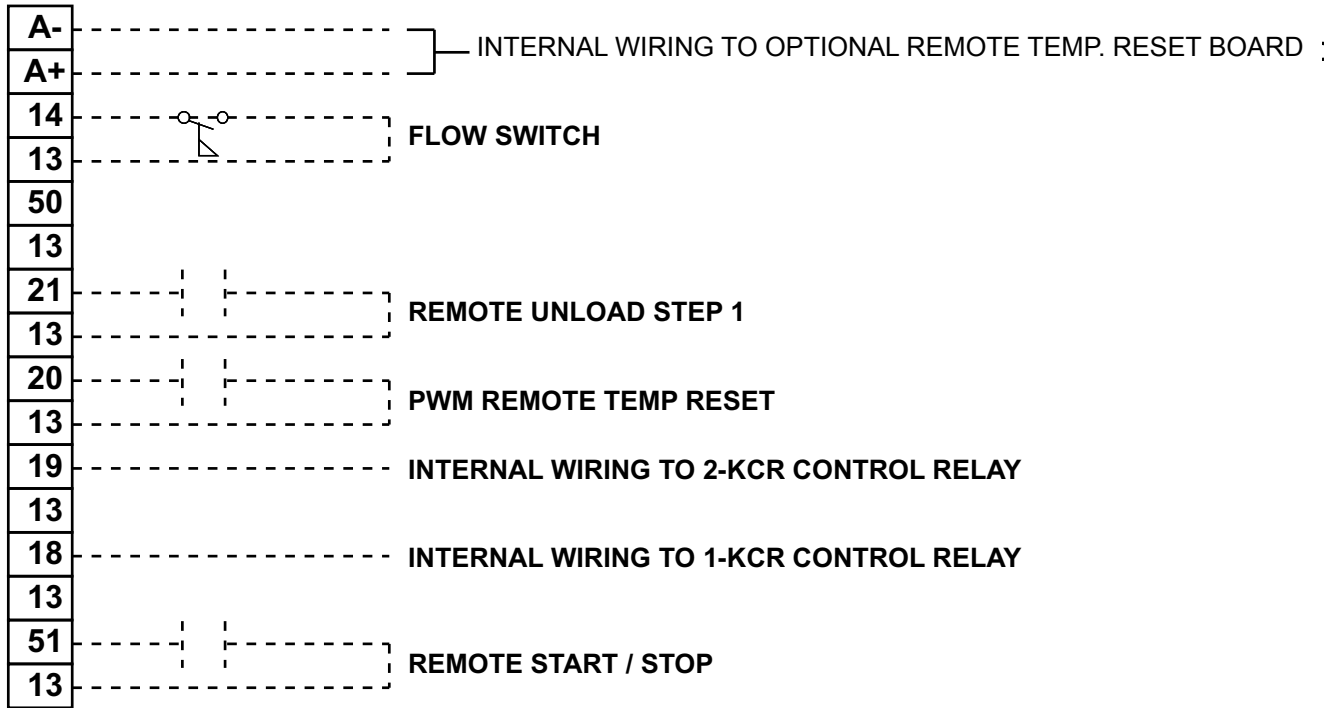 A-
INTERNAL WIRING TO OPTIONAL REMOTE TEMP. RESET BOARD
A+
14
FLOW SWITCH
13
50
13
21
REMOTE UNLOAD STEP 1
13
20
PWM REMOTE TEMP RESET
13
19 INTERNAL WIRING TO 2-KCR CONTROL RELAY
13
18 INTERNAL WIRING TO 1-KCR CONTROL RELAY
13
51
REMOTE START / STOP
13